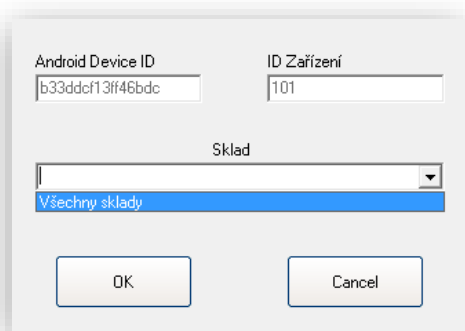 Android Device ID
ID Zařízení
b33ddcf13ff46bdc
101
Sklad
Všechny sklady
OK
Cancel